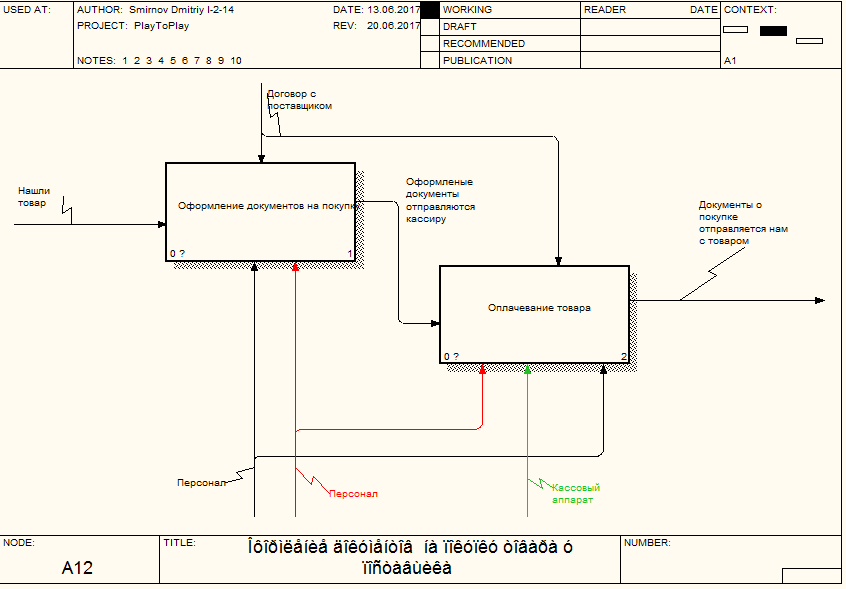 USED AT:
AUTHOR: Smirnov Dmitriy I-2-14
DATE: 13.06.2017
WORKING
READER
DATE
CONTEXT:
PROJECT: PlayToPlay
REV: 20.06.2017
DRAFT
RECOMMENDED
NOTES: 1 2 3 4 5 6 7 8 9 10
PUBLICATION
A1
Договор с
поставщиком
Нашли
товар
Оформление документов на покупку
0 ?
1
Оформленые
документы
отправляются
кассиру
Документы о
покупке
отправляется нам
с товаром
Оплачевание товара
0 ?
2
Персонал
Персонал
Кассовый
аппарат
NODE:
A12
TITLE:
Îôîðìëåíèå äîêóìåíòîâ íà ïîêóïêó òîâàðà ó
ïîñòàâùèêà
NUMBER: